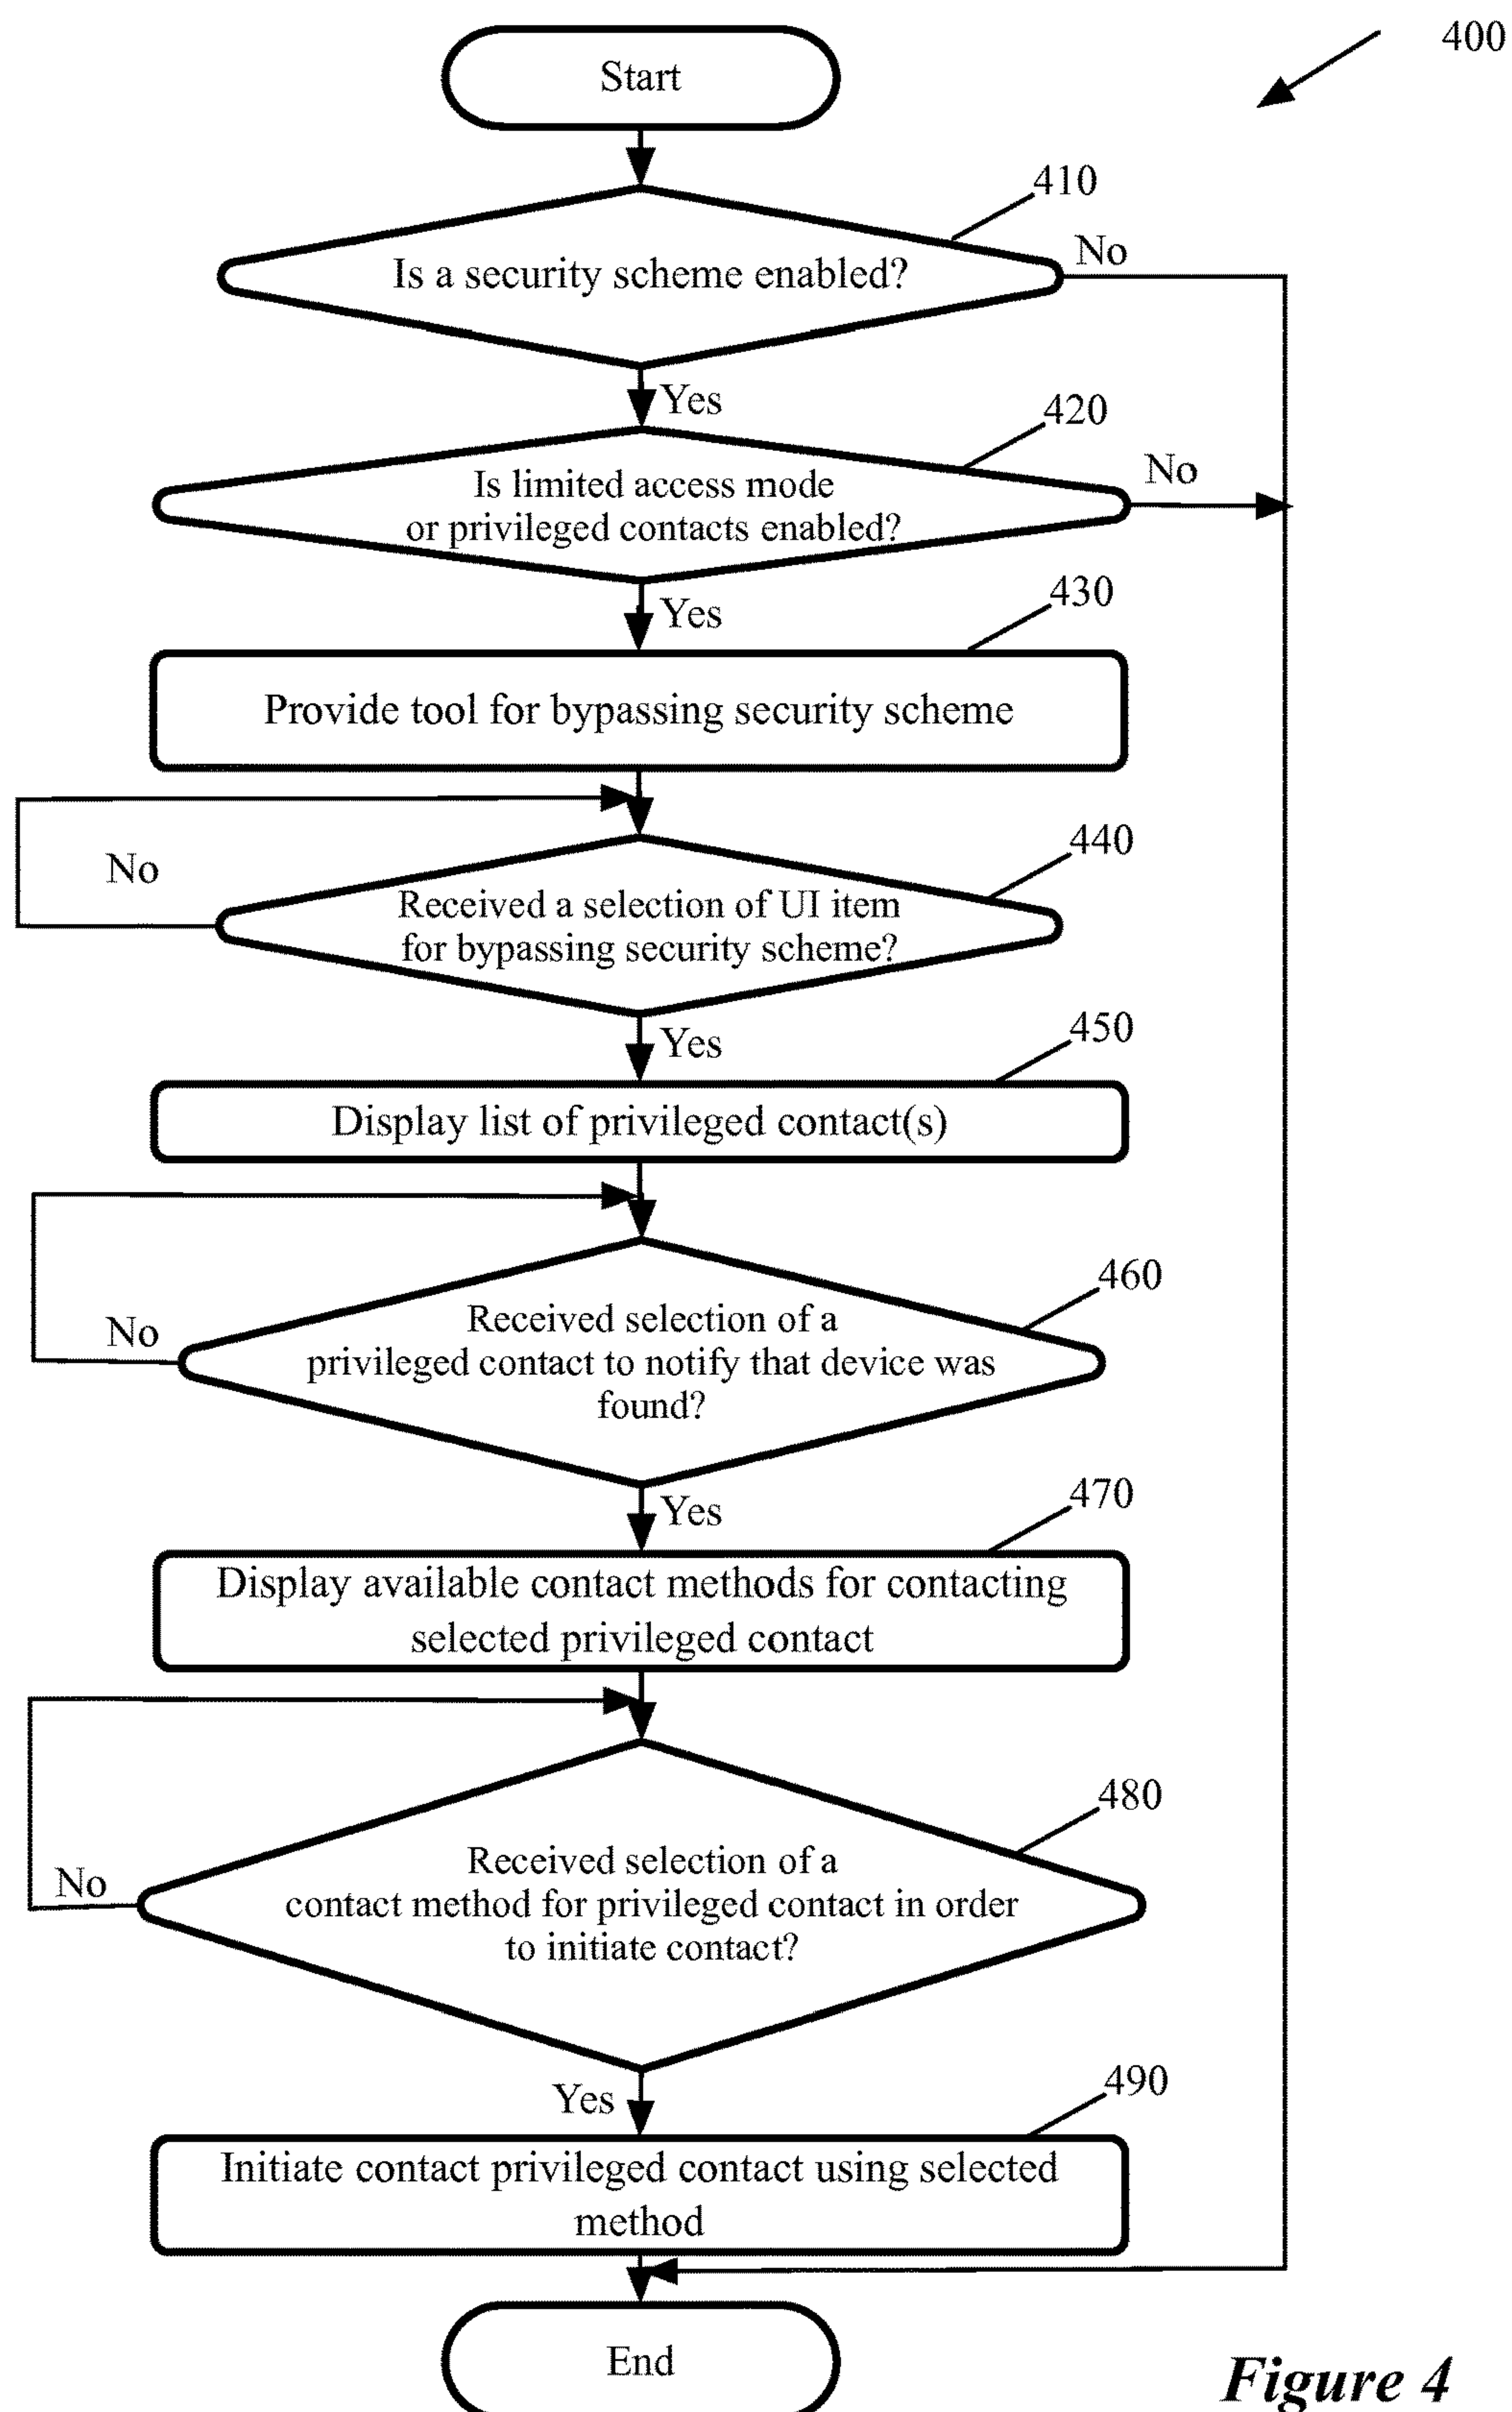 400
Start
410
Is a security scheme enabled?
No
Yes
420
Is limited access mode
or privileged contacts enabled?
No
Yes
430
Provide tool for bypassing security scheme
440
No
Received a selection of UI item
for bypassing security scheme?
Yes
450
Display list of privileged contact(s)
460
No
Received selection of a
privileged contact to notify that device was
found?
Yes
470
Display available contact methods for contacting
selected privileged contact
480
No
Received selection of a
contact method for privileged contact in order
to initiate contact?
Yes
490
Initiate contact privileged contact using selected
method
End
Figure 4